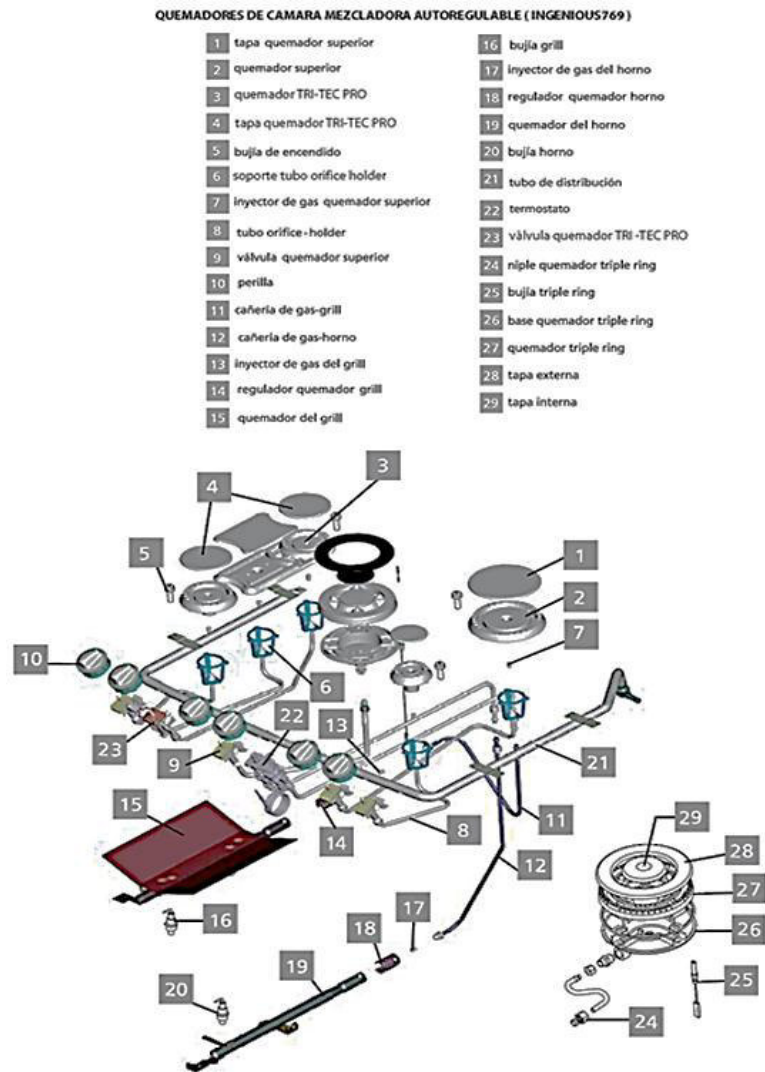 QUEMADORES DE CAMARA MEZCLADORA AUTOREGULABLE ( INGENIOUS769 )
1 tapa quemador superior
2 quemador superior
3 quemador TRI-TEC PRO
4 tapa quemador TRI-TEC PRO
5 bujía de encendido
6 soporte tubo orifice holder
7 inyector de gas quemador superior
8 tubo orifice-holder
9 válvula quemador superior
10 perilla
11 cañería de gas-grill
12 cañería de gas-horno
13 inyector de gas del grill
14 regulador quemador grill
15 quemador del grill
16 bujía grill
17 inyector de gas del horno
18 regulador quemador horno
19 quemador del horno
20 bujía horno
21 tubo de distribución
22 termostato
23 vàlvula quemador TRI -TEC PRO
24 niple quemador triple ring
25 bujía triple ring
26 base quemador triple ring
27 quemador triple ring
28 tapa externa
29 tapa interna
3
4
5
1
2
7
10
6
22
13
23
9
21
15
14
8
11
12
29
28
27
26
16
17
18
19
20
25
24